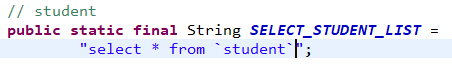 // student
public static final String SELECT_STUDENT_LIST =
"select * from `student`";